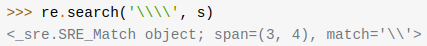 >>> re.search('\\\\', s)
<_sre.SRE_Match object; span=(3, 4), match='\\'>